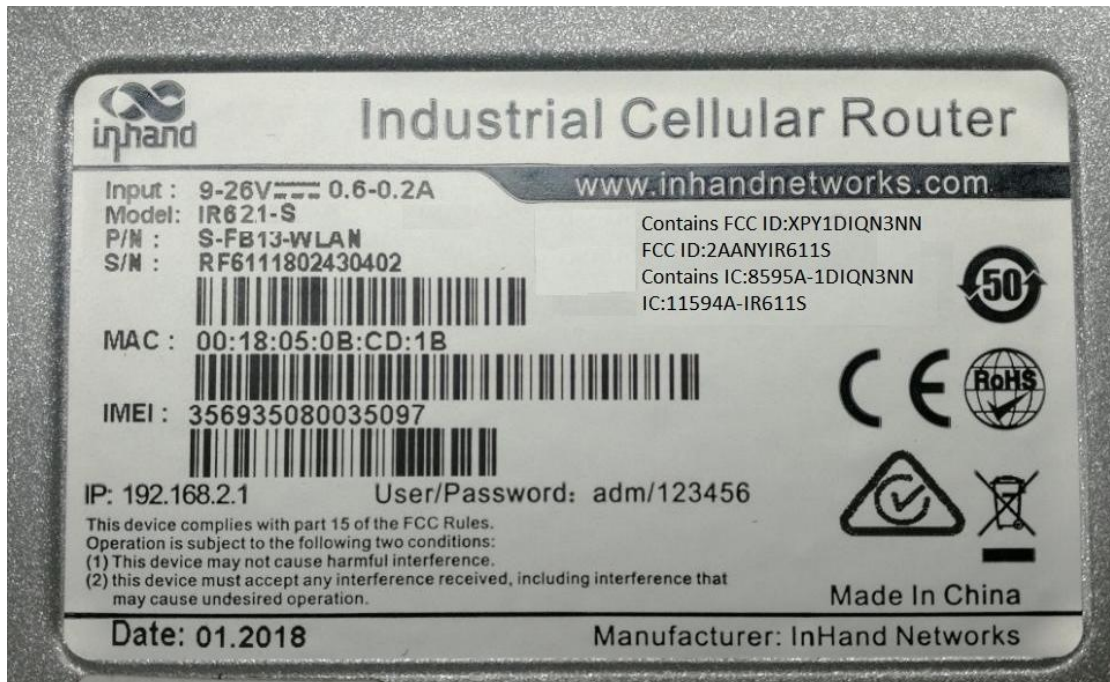 inhand
Industrial Cellular Router
www.inhandnetworks.com
Input : 9-26V 0.6-0.2A
Model: IR621-S
P/N : S-FB13-WLAN
S/N : RF6111802430402
Contains FCC ID:XPY1DIQN3NN
FCC ID:2AANYIR611S
Contains IC:8595A-1DIQN3NN
IC:11594A-IR611S
50
MAC : 00:18:05:0B:CD:1B
CE
RoHS
IMEI : 356935080035097
IP: 192.168.2.1 User/Password: adm/123456
This device complies with part 15 of the FCC Rules.
Operation is subject to the following two conditions:
(1) This device may not cause harmful interference.
(2) this device must accept any interference received, including interference that
may cause undesired operation.
Made In China
Date: 01.2018
Manufacturer: InHand Networks